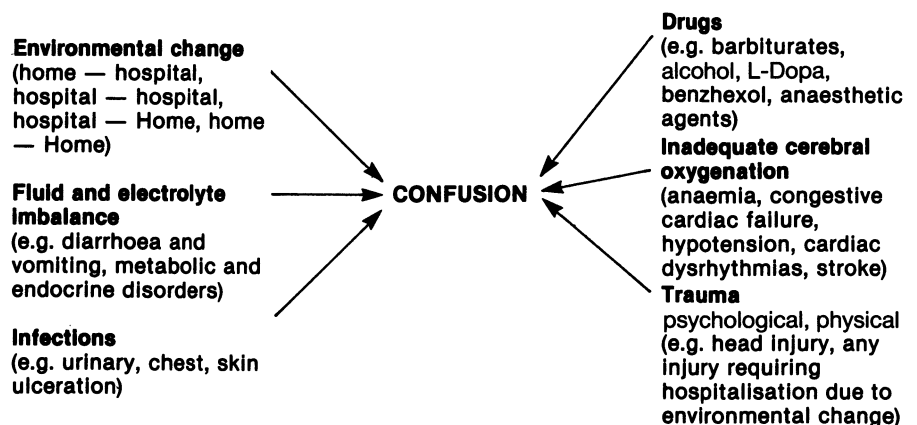 Environmental change
(home — hospital,
hospital — hospital,
hospital — Home, home
— Home)
Fluid and electrolyte
imbalance
(e.g. diarrhoea and
vomiting, metabolic and
endocrine disorders)
Infections
(e.g. urinary, chest, skin
ulceration)
CONFUSION
Drugs
(e.g. barbiturates,
alcohol, L-Dopa,
benzhexol, anaesthetic
agents)
Inadequate cerebral
oxygenation
(anaemia, congestive
cardiac failure,
hypotension, cardiac
dysrhythmias, stroke)
Trauma
psychological, physical
(e.g. head injury, any
injury requiring
hospitalisation due to
environmental change)